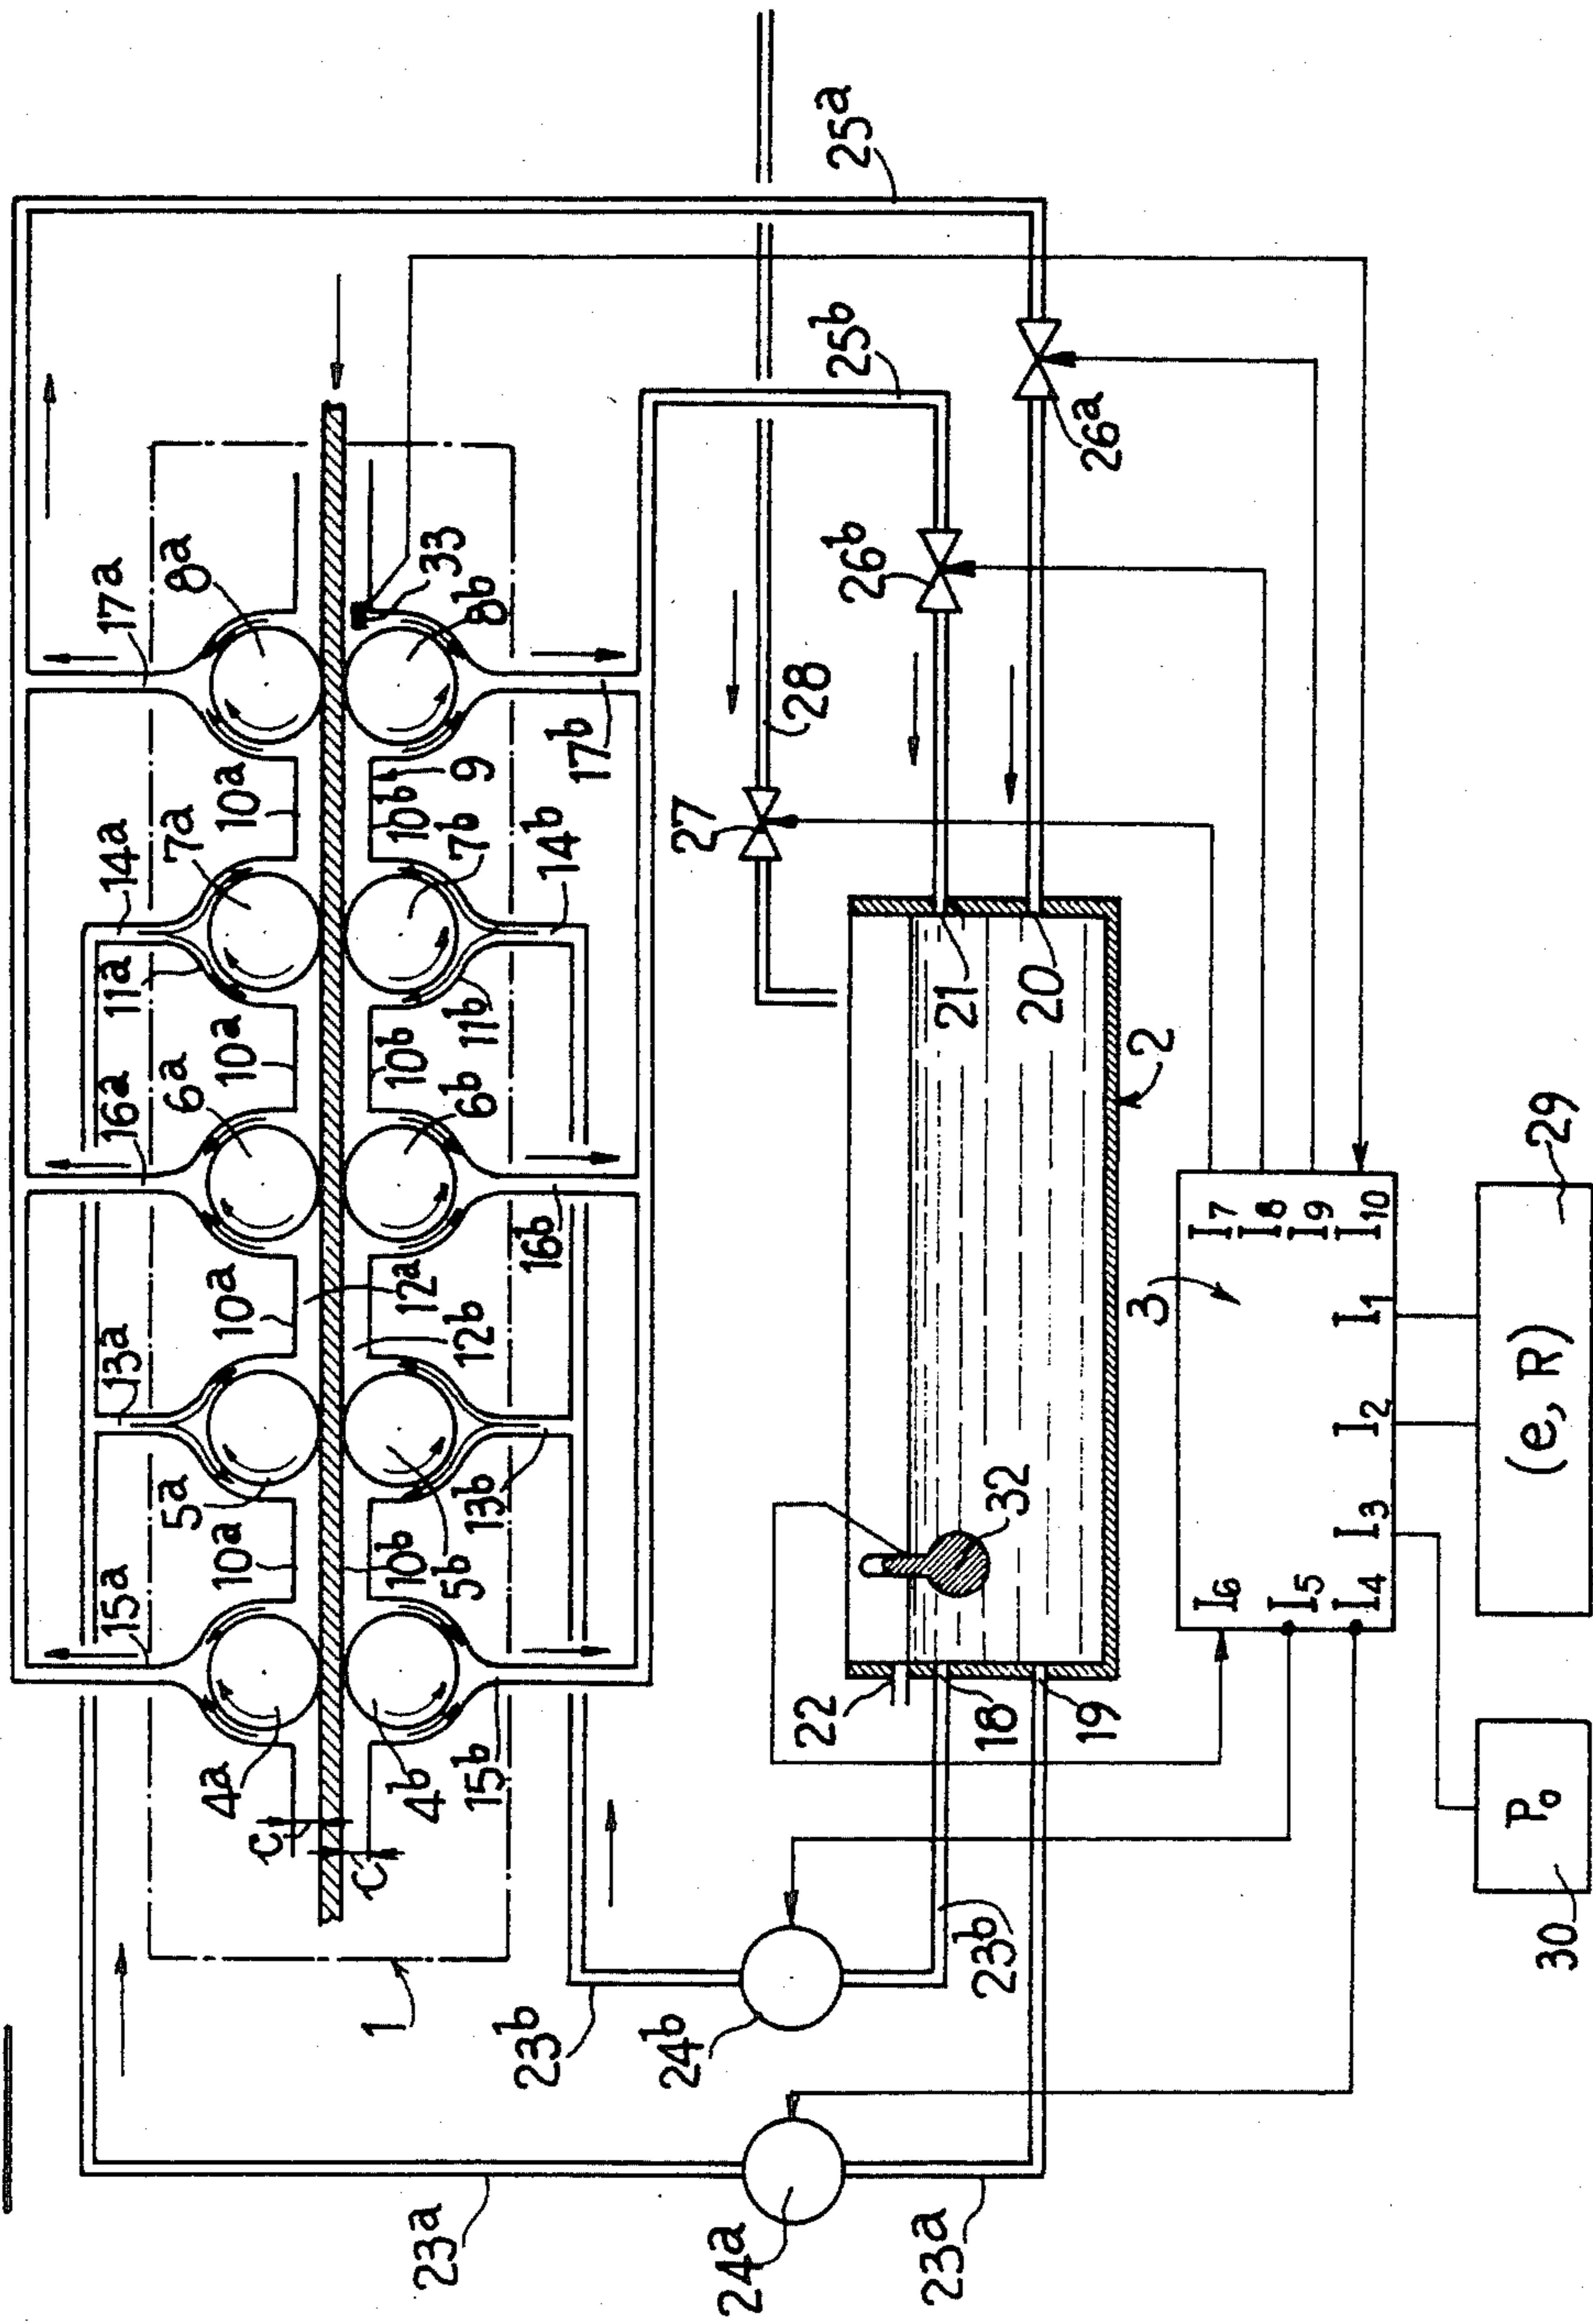 25a
25b
26a
26b
17a
8a
33
8b
17b
28
27
14a
7a
10a
9
10b
7b
14b
11a
11b
21
20
2
16a
6a
10a
10b
6b
16b
3
I7
I8
I9
I10
29
13a
10a
12a
12b
I1
I2
(e, R)
5a
13b
32
I3
15a
10a
10b
5b
I6
I5
I4
22
18
19
4a
4b
15b
C
C
P0
30
1
23b
23b
24b
23a
24a
23a